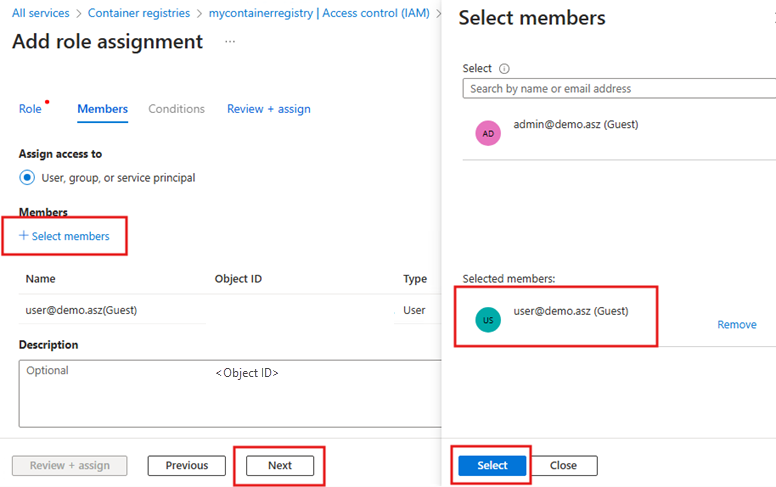 All services > Container registries > mycontainerregistry | Access control (IAM) >
Add role assignment ...
Role
Members
Conditions
Review + assign
Assign access to
User, group, or service principal
Members
+ Select members
Name Object ID Type
user@demo.asz(Guest) User
Description
Optional
<Object ID>
Review + assign
Previous
Next
Select members
Select
Search by name or email address
AD
admin@demo.asz (Guest)
Selected members:
US
user@demo.asz (Guest)
Remove
Select
Close